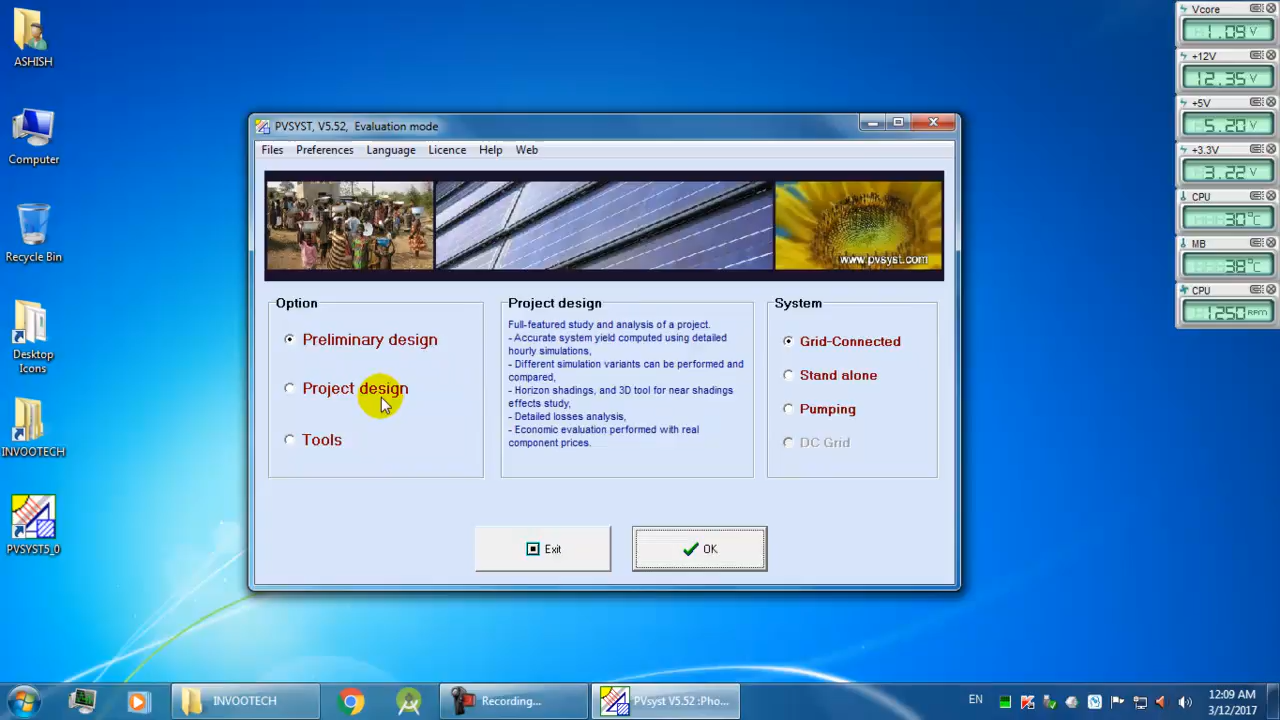 ASHISH
Computer
Recycle Bin
Desktop
Icons
INVOOTECH
PVSYST5_0
PVSYST, V5.52, Evaluation mode
Files Preferences Language Licence Help Web
www.pvsyst.com
Option
Preliminary design
Project design
Tools
Project design
Full-featured study and analysis of a project.
- Accurate system yield computed using detailed
hourly simulations,
- Different simulation variants can be performed and
compared,
- Horizon shadings, and 3D tool for near shadings
effects study,
- Detailed losses analysis,
- Economic evaluation performed with real
component prices.
System
Grid-Connected
Stand alone
Pumping
DC Grid
Exit
OK
Vcore
1.09 V
+12V
12.35 V
+5V
5.20 V
+3.3V
3.22 V
CPU
30°C
MB
38°C
CPU
1250 RPM
INVOOTECH
Recording...
PVsyst V5.52 :Pho...
EN
12:09 AM
3/12/2017